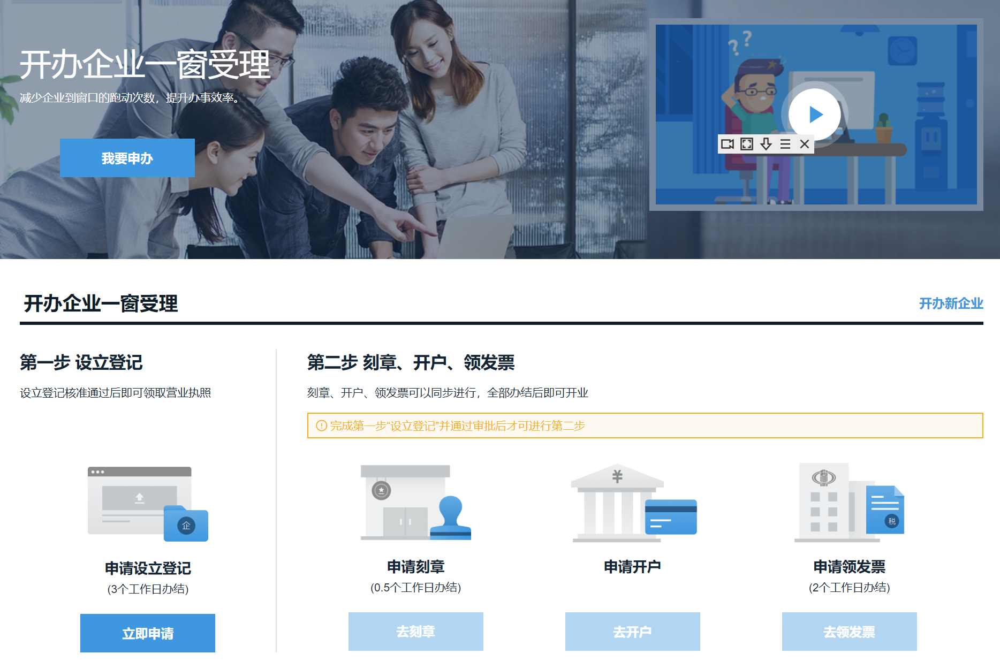 开办企业一窗受理
减少企业到窗口的跑动次数，提升办事效率。
我要申办
? ?
开办企业一窗受理
开办新企业
第一步 设立登记
设立登记核准通过后即可领取营业执照
第二步 刻章、开户、领发票
刻章、开户、领发票可以同步进行，全部办结后即可开业
完成第一步“设立登记”并通过审批后才可进行第二步
企
申请设立登记
(3个工作日办结)
立即申请
申请刻章
(0.5个工作日办结)
去刻章
¥
申请开户
去开户
税
申请领发票
(2个工作日办结)
去领发票